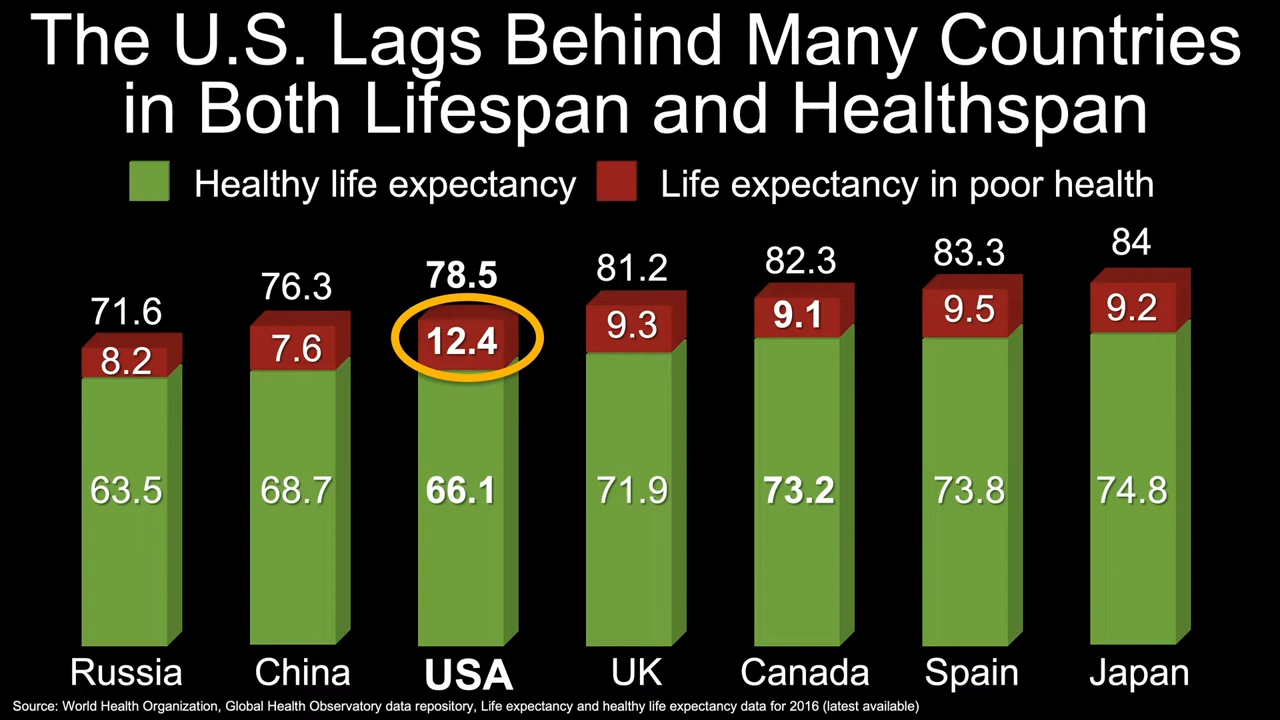 The U.S. Lags Behind Many Countries
in Both Lifespan and Healthspan
Healthy life expectancy
Life expectancy in poor health
71.6
76.3
78.5
81.2
82.3
83.3
84
8.2
7.6
12.4
9.3
9.1
9.5
9.2
63.5
68.7
66.1
71.9
73.2
73.8
74.8
Russia
China
USA
UK
Canada
Spain
Japan
Source: World Health Organization, Global Health Observatory data repository, Life expectancy and healthy life expectancy data for 2016 (latest available)